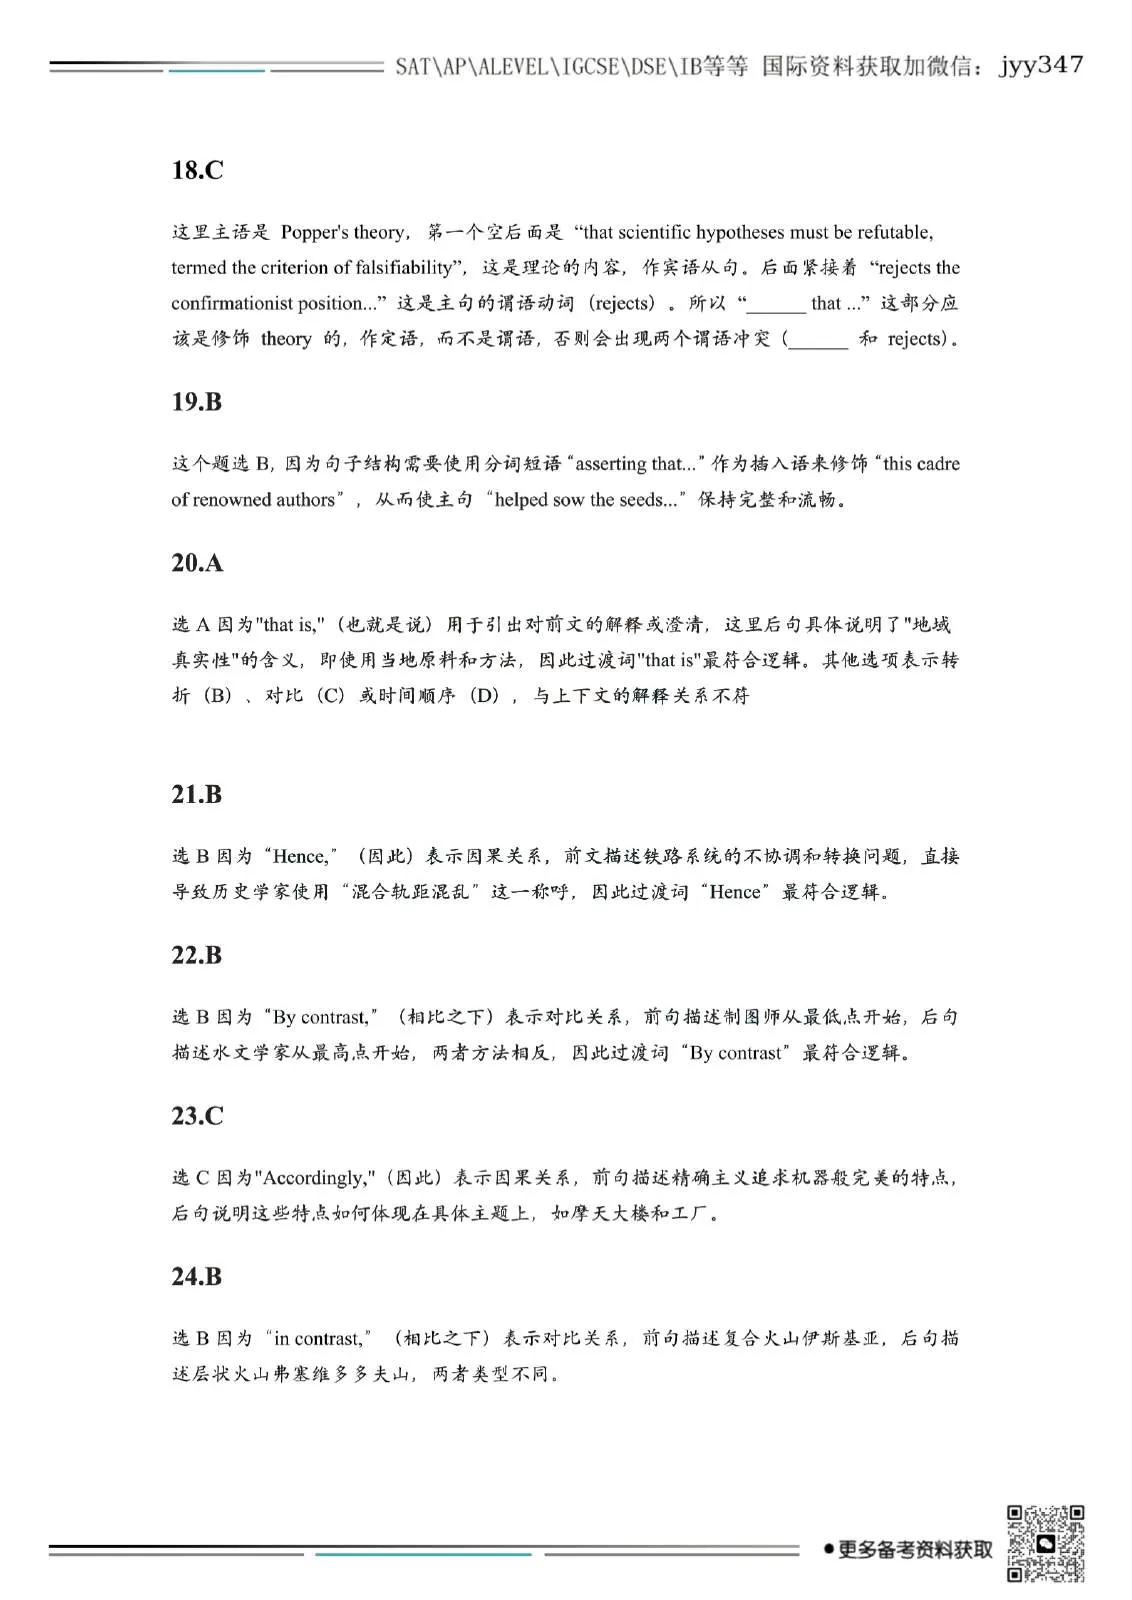 SAT\AP\ALEVEL\IGCSE\DSE\IB等等 国际资料获取加微信：jyy347
18.C
这里主语是 Popper's theory，第一个空后面是 “that scientific hypotheses must be refutable,
termed the criterion of falsifiability”，这是理论的内容，作宾语从句。后面紧接着 “rejects the
confirmationist position...” 这是主句的谓语动词（rejects）。所以 “______ that ...” 这部分应
该是修饰 theory 的，作定语，而不是谓语，否则会出现两个谓语冲突（______ 和 rejects）。
19.B
这个题选 B，因为句子结构需要使用分词短语“asserting that...”作为插入语来修饰“this cadre
of renowned authors”，从而使主句“helped sow the seeds...”保持完整和流畅。
20.A
选 A 因为"that is,"（也就是说）用于引出对前文的解释或澄清，这里后句具体说明了"地域
真实性"的含义，即使用当地原料和方法，因此过渡词"that is"最符合逻辑。其他选项表示转
折（B）、对比（C）或时间顺序（D），与上下文的解释关系不符
21.B
选 B 因为“Hence,”（因此）表示因果关系，前文描述铁路系统的不协调和转换问题，直接
导致历史学家使用“混合轨距混乱”这一称呼，因此过渡词“Hence”最符合逻辑。
22.B
选 B 因为“By contrast,”（相比之下）表示对比关系，前句描述制图师从最低点开始，后句
描述水文学家从最高点开始，两者方法相反，因此过渡词“By contrast”最符合逻辑。
23.C
选 C 因为"Accordingly,"（因此）表示因果关系，前句描述精确主义追求机器般完美的特点，
后句说明这些特点如何体现在具体主题上，如摩天大楼和工厂。
24.B
选 B 因为“in contrast,”（相比之下）表示对比关系，前句描述复合火山伊斯基亚，后句描
述层状火山弗塞维多多夫山，两者类型不同。
●更多备考资料获取